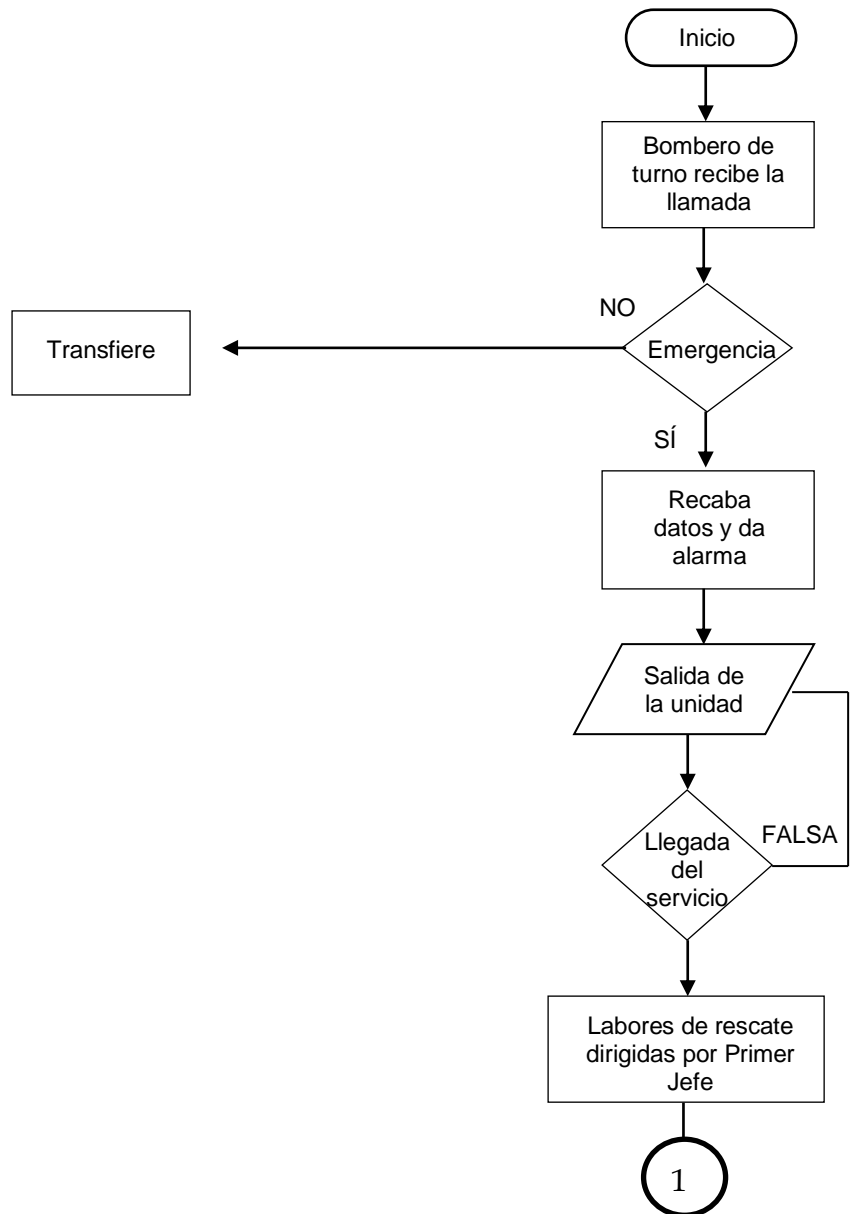 Inicio
Bombero de
turno recibe la
llamada
NO
Transfiere
Emergencia
SÍ
Recaba
datos y da
alarma
Salida de
la unidad
FALSA
Llegada
del
servicio
Labores de rescate
dirigidas por Primer
Jefe
1